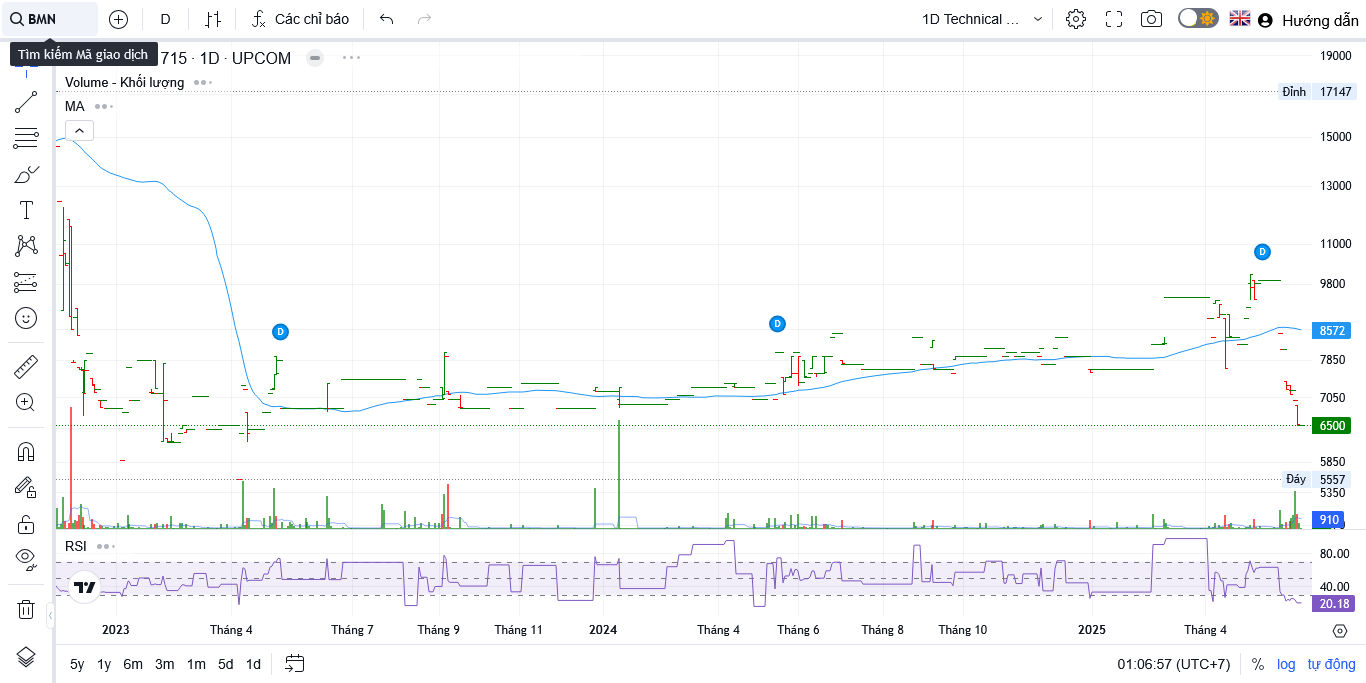 BMN
D
Các chỉ báo
1D Technical ...
Hướng dẫn
Tìm kiếm Mã giao dịch
715 · 1D · UPCOM
Volume - Khối lượng
MA
19000
Đỉnh 17147
15000
13000
11000
9800
8572
7850
7050
6500
5850
Đáy 5557
5350
910
D
D
D
RSI
80.00
40.00
20.18
2023 Tháng 4 Tháng 7 Tháng 9 Tháng 11 2024 Tháng 4 Tháng 6 Tháng 8 Tháng 10 2025 Tháng 4
5y 1y 6m 3m 1m 5d 1d
01:06:57 (UTC+7) % log tự động